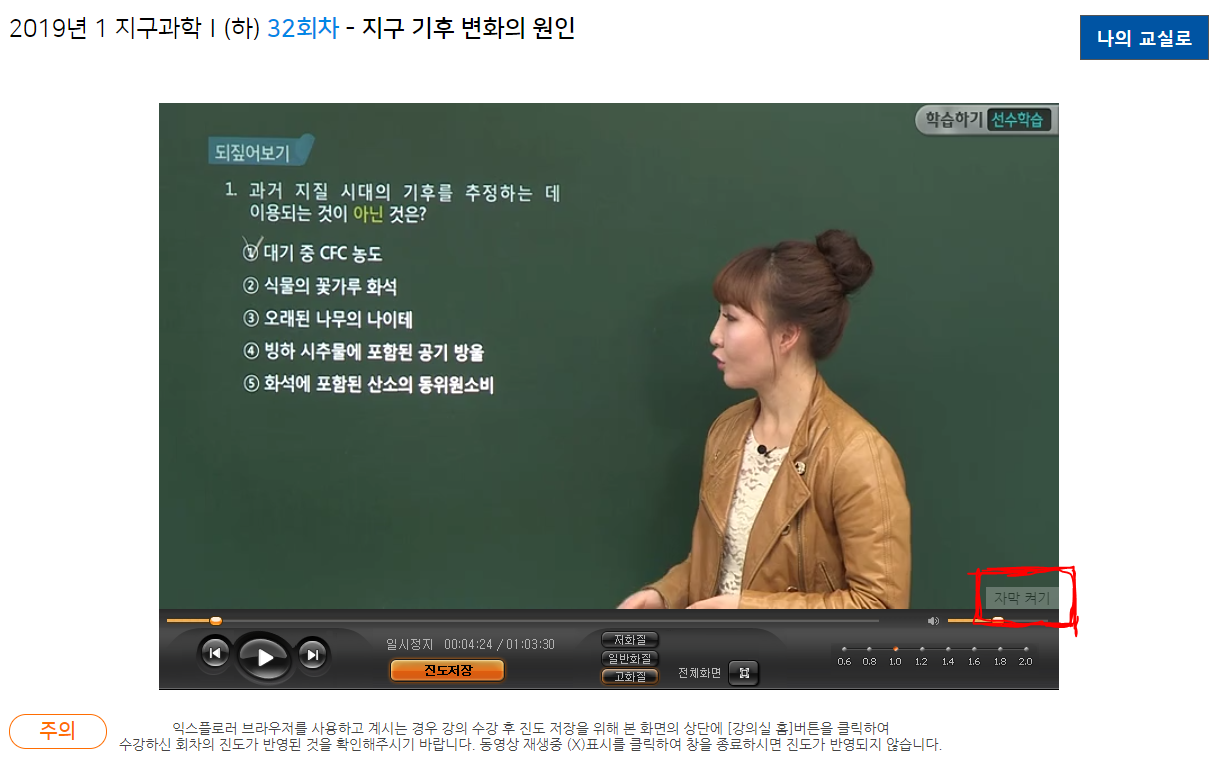 2019년 1 지구과학 I (하) 32회차 - 지구 기후 변화의 원인
나의 교실로
학습하기 선수학습
되짚어보기
1. 과거 지질 시대의 기후를 추정하는 데
이용되는 것이 아닌 것은?
① 대기 중 CFC 농도
② 식물의 꽃가루 화석
③ 오래된 나무의 나이테
④ 빙하 시추물에 포함된 공기 방울
⑤ 화석에 포함된 산소의 동위원소비
자막 켜기
일시정지 00:04:24 / 01:03:30
진도저장
저화질
일반화질
고화질
전체화면
0.6 0.8 1.0 1.2 1.4 1.6 1.8 2.0
주의
익스플로러 브라우저를 사용하고 계시는 경우 강의 수강 후 진도 저장을 위해 본 화면의 상단에 [강의실 홈]버튼을 클릭하여
수강하신 회차의 진도가 반영된 것을 확인해주시기 바랍니다. 동영상 재생중 (X)표시를 클릭하여 창을 종료하시면 진도가 반영되지 않습니다.